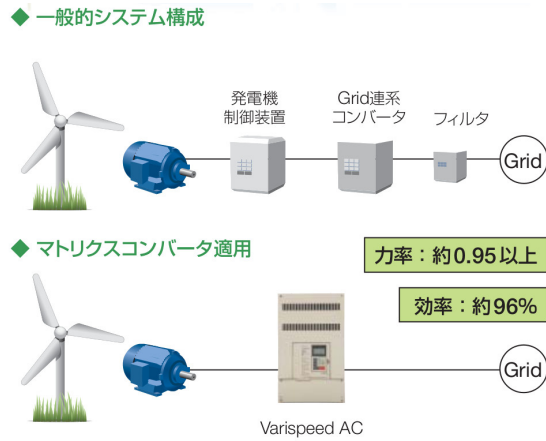 ◆ 一般的システム構成
発電機
制御装置
Grid連系
コンバータ
フィルタ
Grid
◆ マトリクスコンバータ適用
力率：約0.95以上
効率：約96%
Grid
Varispeed AC